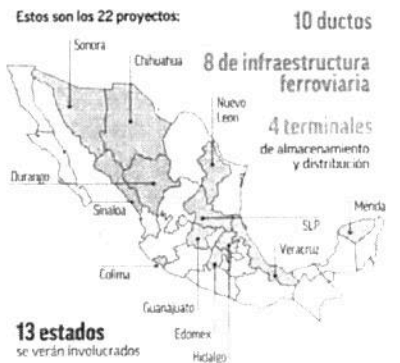 Estos son los 22 proyectos:
10 ductos
Sonora
Chihuahua
8 de infraestructura
ferroviaria
Nuevo
León
4 terminales
de almacenamiento
y distribución
Durango
Sinaloa
SLP
Merida
Veracruz
Colima
Guanajuato
13 estados
se verán involucrados
Edomex
Hidalgo